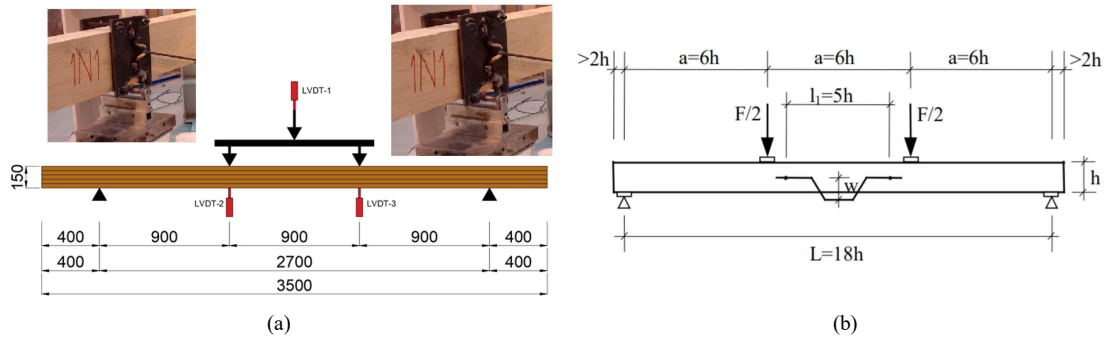 1N1
1N1
LVDT-1
LVDT-2
LVDT-3
150
400 900 900 900 400
400 2700 400
3500
(a)
>2h a=6h a=6h a=6h >2h
l₁=5h
F/2 F/2
w
h
L=18h
(b)